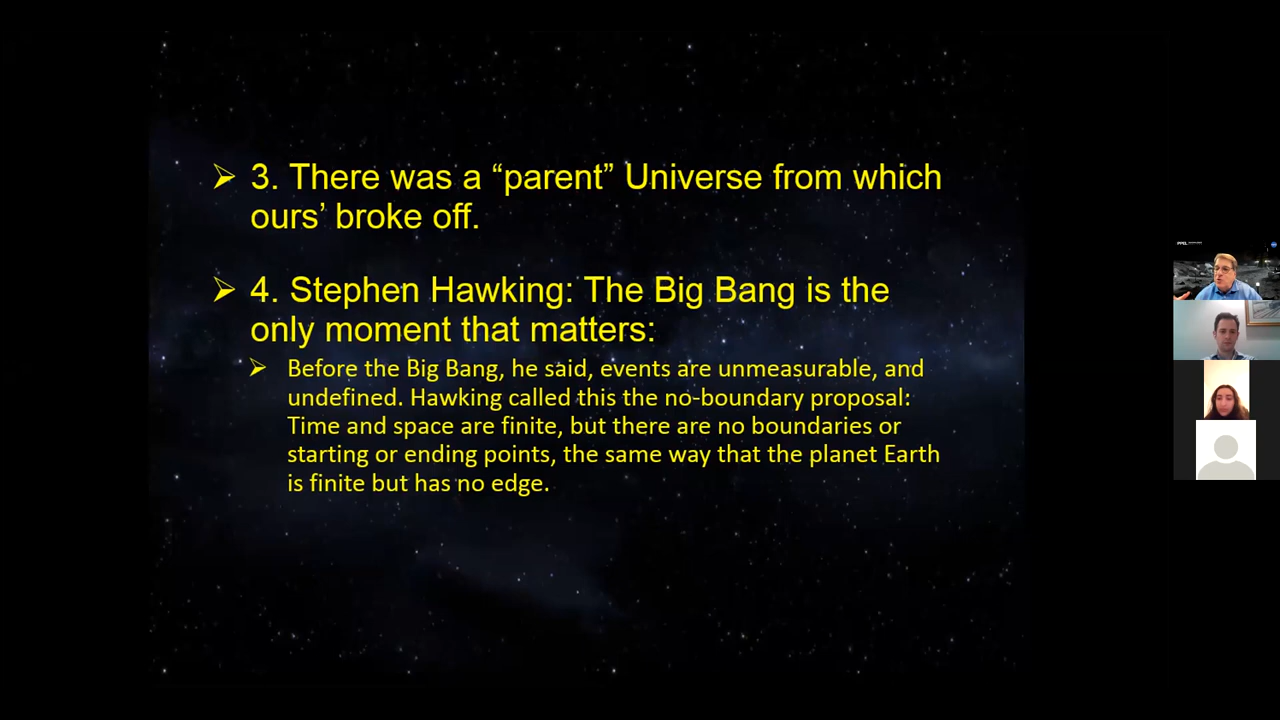 ➢ 3. There was a “parent” Universe from which
ours’ broke off.
➢ 4. Stephen Hawking: The Big Bang is the
only moment that matters:
➢ Before the Big Bang, he said, events are unmeasurable, and
undefined. Hawking called this the no-boundary proposal:
Time and space are finite, but there are no boundaries or
starting or ending points, the same way that the planet Earth
is finite but has no edge.